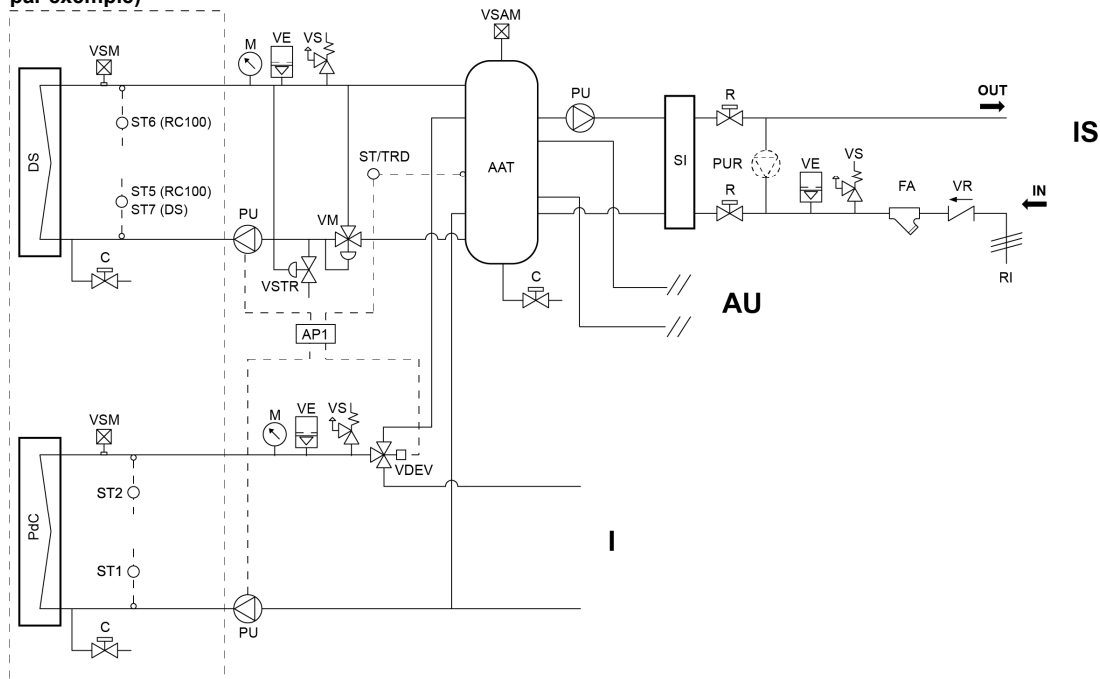 par exemple)
VSAM
VSM
M
VE
VS
PU
R
OUT
IS
ST6 (RC100)
DS
ST/TRD
AAT
SI
PUR
VE
VS
FA
VR
IN
ST5 (RC100)
ST7 (DS)
PU
VM
R
C
VSTR
C
RI
AU
AP1
VSM
M
VE
VS
VDEV
ST2
PdC
I
ST1
C
PU